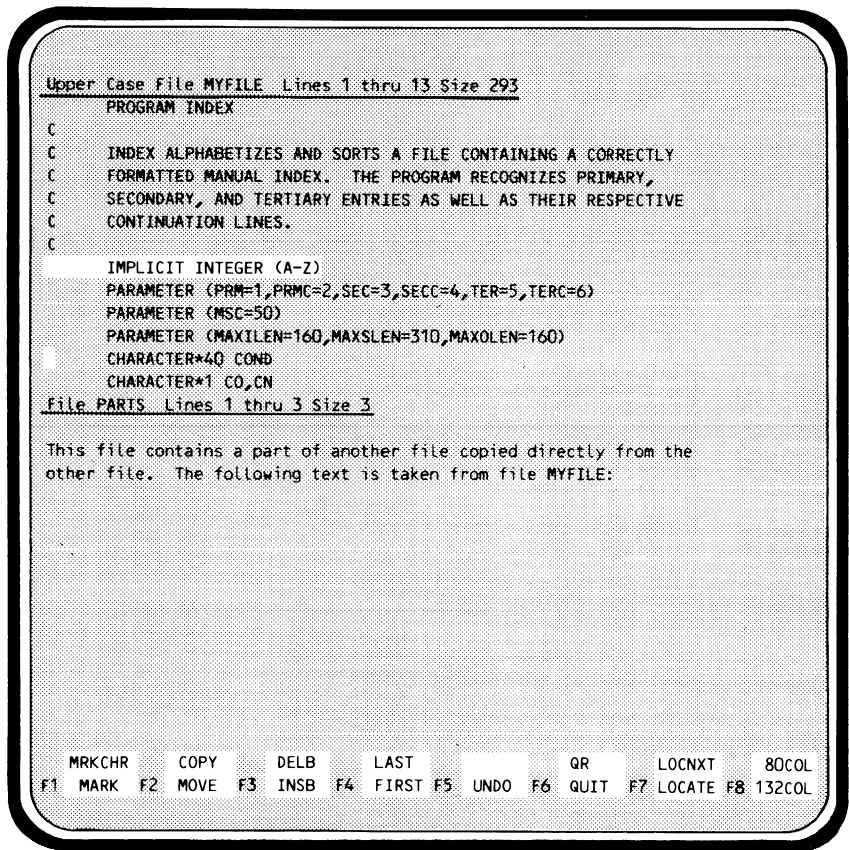 Upper Case File MYFILE  Lines 1 thru 13 Size 293
      PROGRAM INDEX
C
C     INDEX ALPHABETIZES AND SORTS A FILE CONTAINING A CORRECTLY
C     FORMATTED MANUAL INDEX.  THE PROGRAM RECOGNIZES PRIMARY,
C     SECONDARY, AND TERTIARY ENTRIES AS WELL AS THEIR RESPECTIVE
C     CONTINUATION LINES.
C
      IMPLICIT INTEGER (A-Z)
      PARAMETER (PRM=1,PRMC=2,SEC=3,SECC=4,TER=5,TERC=6)
      PARAMETER (MSC=50)
      PARAMETER (MAXILEN=160,MAXSLEN=310,MAXOLEN=160)
      CHARACTER*40 COND
      CHARACTER*1 CO,CN
File PARTS  Lines 1 thru 3 Size 3
This file contains a part of another file copied directly from the
other file.  The following text is taken from file MYFILE:
MRKCHR COPY DELB LAST QR LOCNXT 80COL
F1 MARK F2 MOVE F3 INSB F4 FIRST F5 UNDO F6 QUIT F7 LOCATE F8 132COL